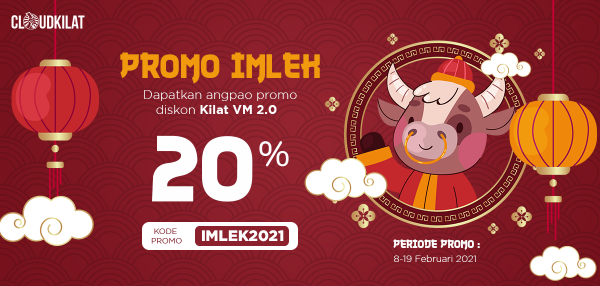 CLOUDKILAT
PROMO IMLEK
Dapatkan angpao promo
diskon Kilat VM 2.0
20%
KODE
PROMO
IMLEK2021
PERIODE PROMO :
8-19 Februari 2021